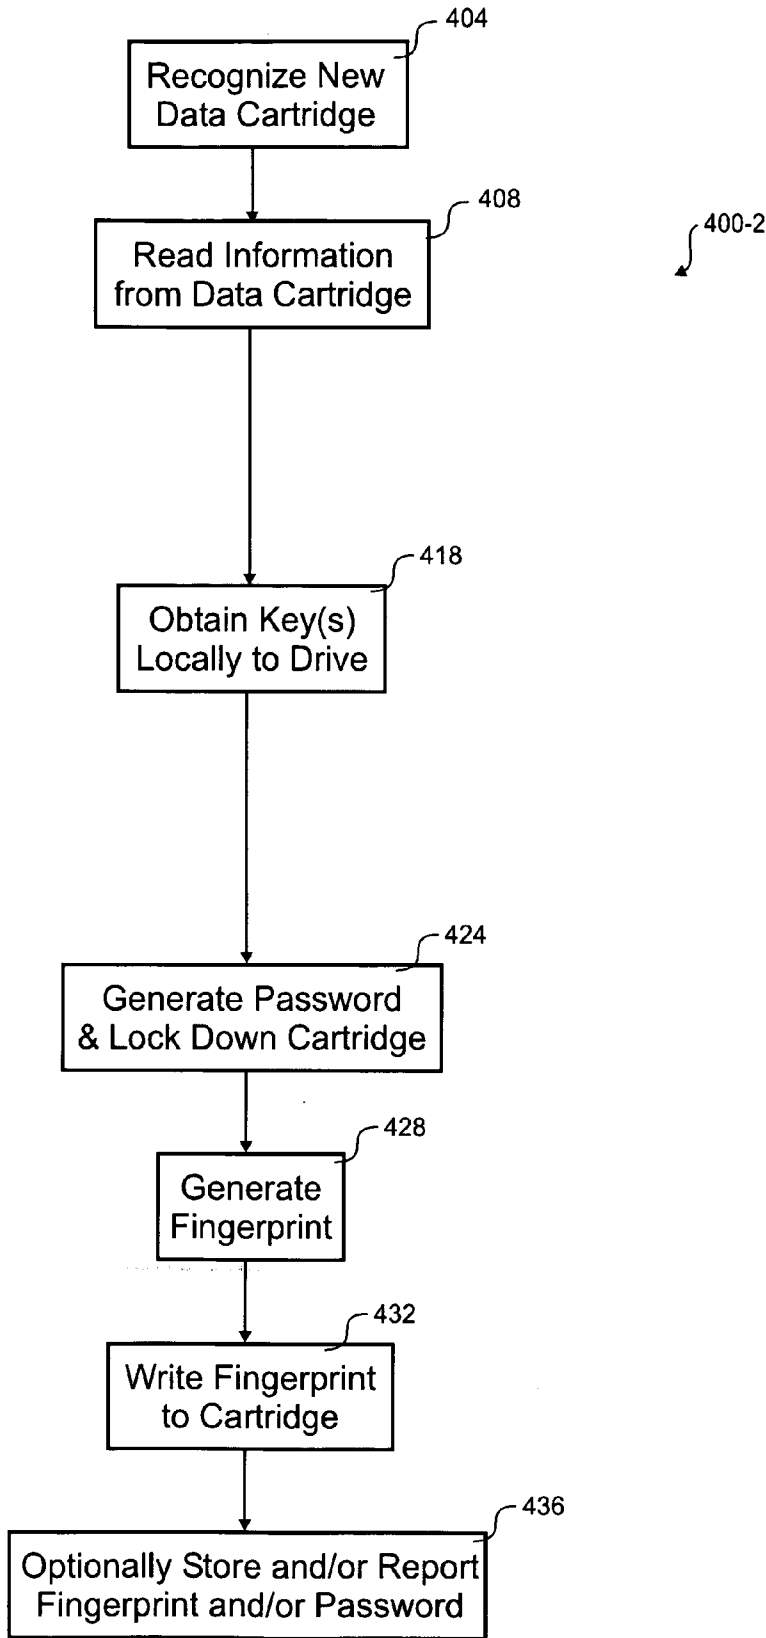 404
Recognize New
Data Cartridge
408
400-2
Read Information
from Data Cartridge
418
Obtain Key(s)
Locally to Drive
424
Generate Password
& Lock Down Cartridge
428
Generate
Fingerprint
432
Write Fingerprint
to Cartridge
436
Optionally Store and/or Report
Fingerprint and/or Password